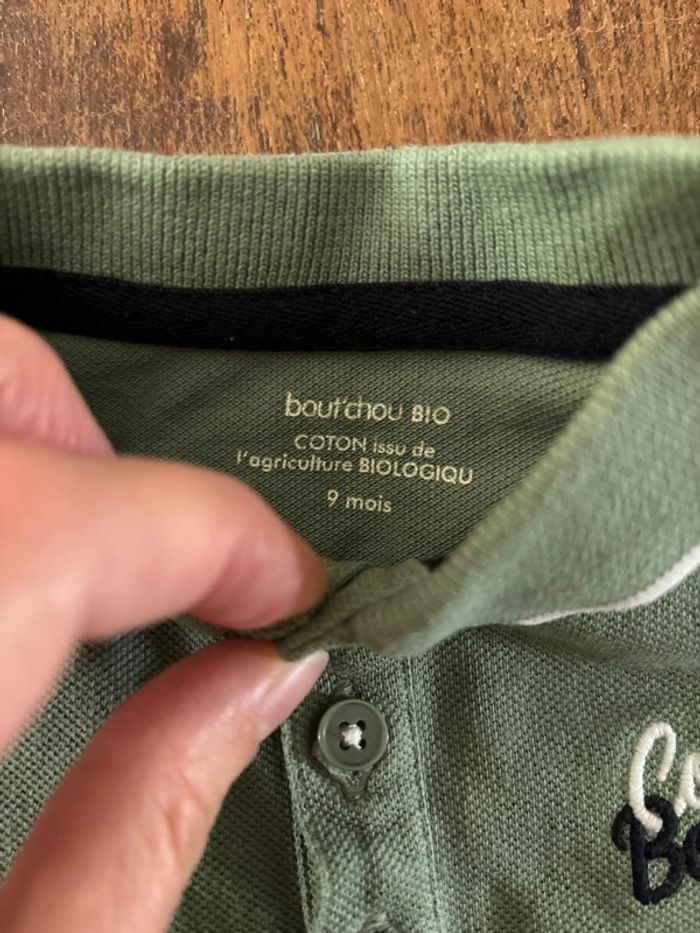 bout'chou BIO
COTON issu de
l'agriculture BIOLOGIQU
9 mois